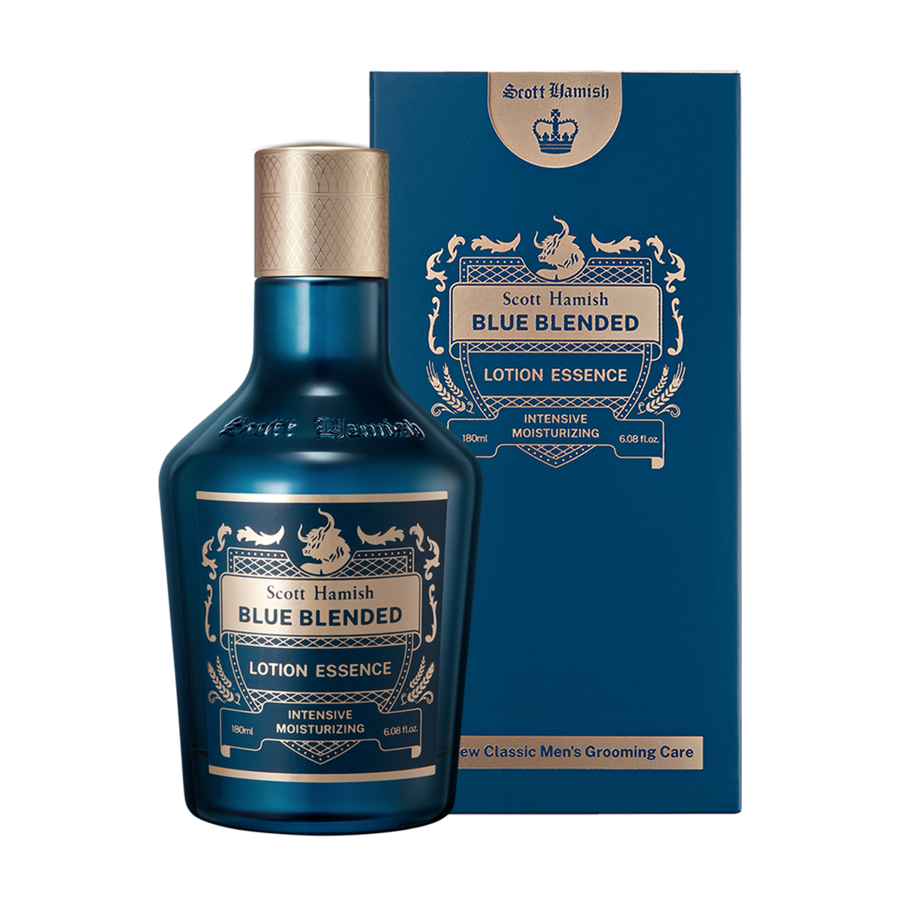 Scott Hamish
Scott Hamish
BLUE BLENDED
LOTION ESSENCE
INTENSIVE
MOISTURIZING
180ml
6.08 fl.oz.
ew Classic Men's Grooming Care
Scott Hamish
Scott Hamish
BLUE BLENDED
LOTION ESSENCE
INTENSIVE
MOISTURIZING
180ml
6.08 fl.oz.